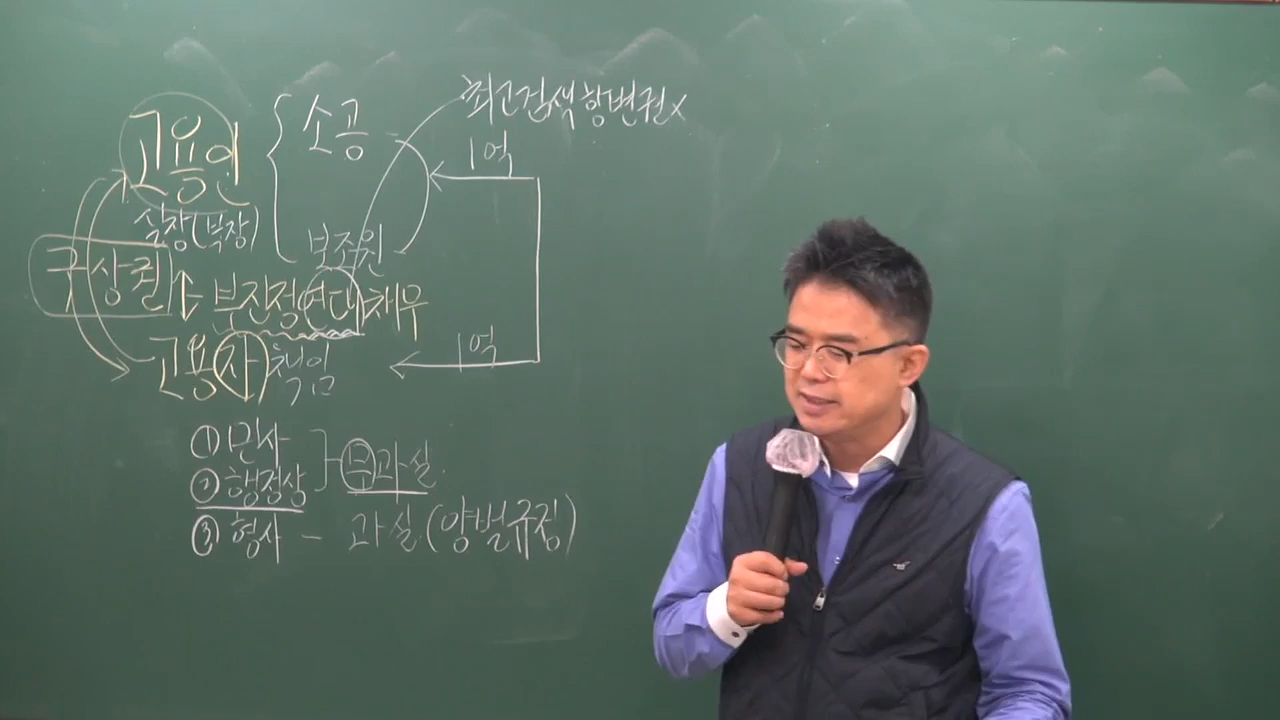 최고검색항변권x
고용인
소공
1억
실장(부장)
보조원
구상권
부진정연대채무
고용자책임
1억
① 민사
② 행정상
무과실
③ 형사 - 과실(양벌규정)